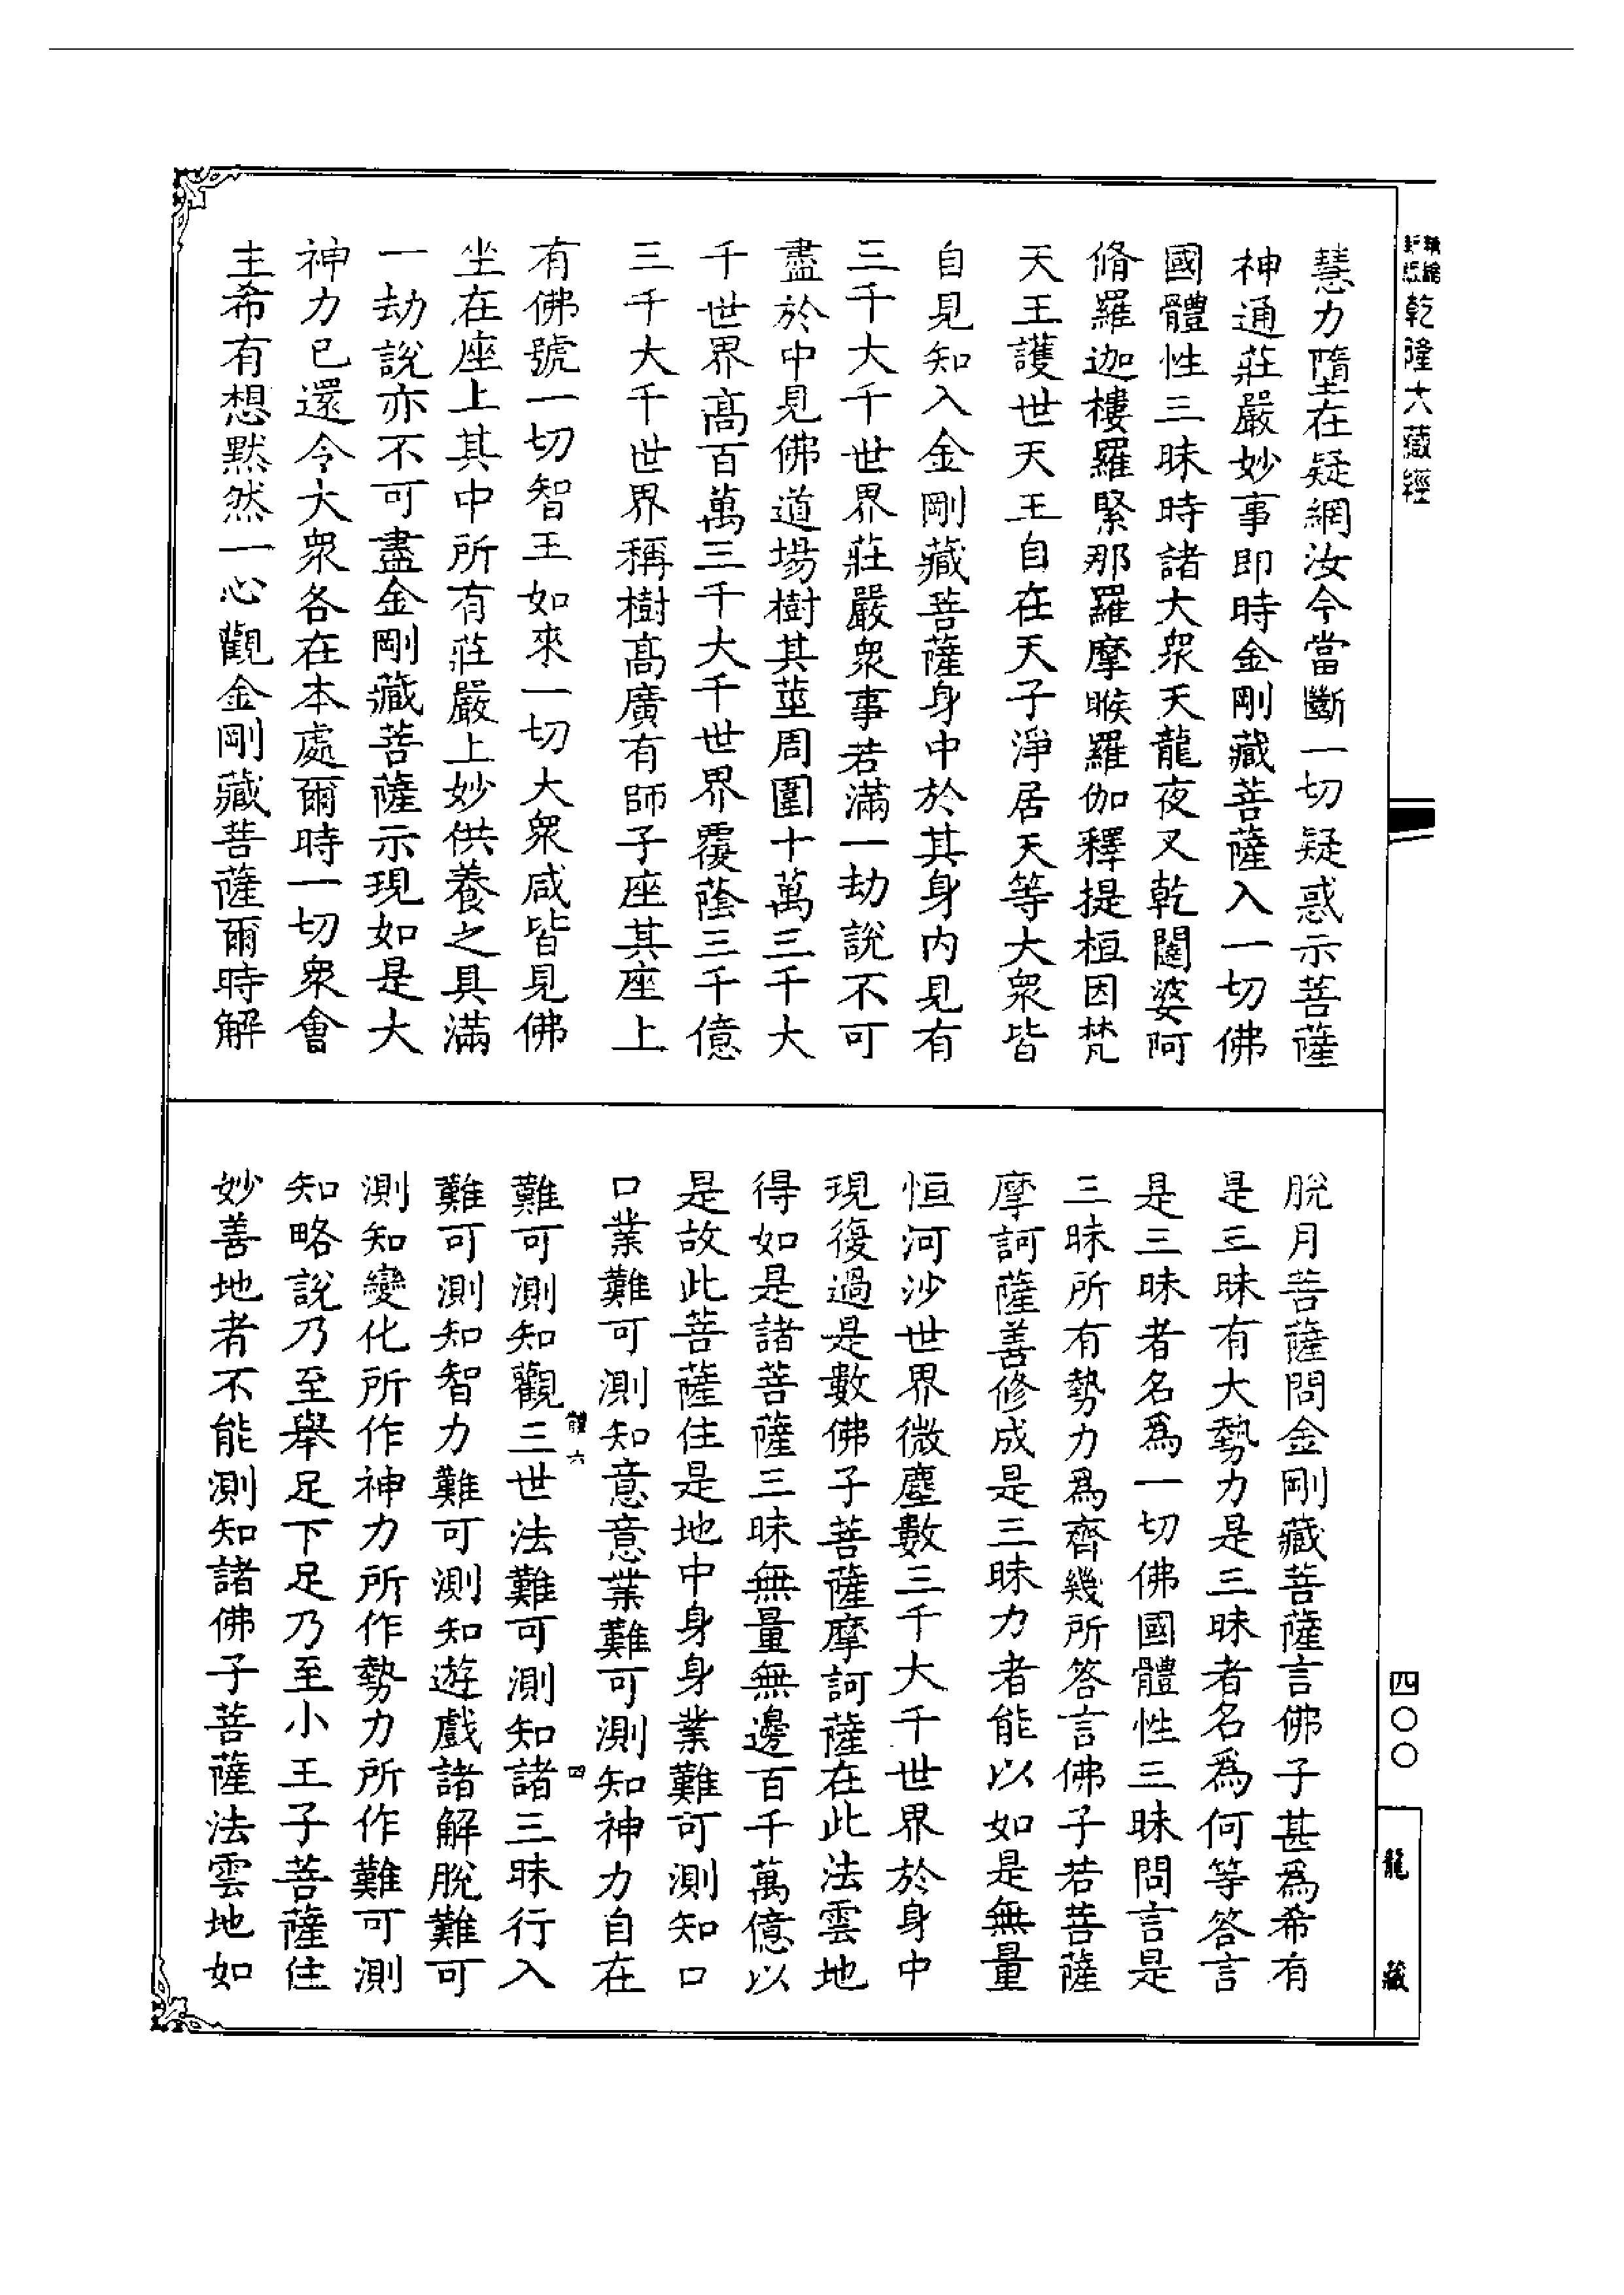 乾隆大藏經
慧力墮在疑網汝今當斷一切疑惑示菩薩
神通莊嚴妙事即時金剛藏菩薩入一切佛
國體性三昧時諸大衆天龍夜叉乾闥婆阿
脩羅迦樓羅緊那羅摩睺羅伽釋提桓因梵
天王護世天王自在天子淨居天等大衆皆
自見知入金剛藏菩薩身中於其身內見有
三千大千世界莊嚴衆事若滿一劫說不可
盡於中見佛道場樹其莖周圍十萬三千大
千世界高百萬三千大千世界覆蔭三千億
三千大千世界稱樹高廣有師子座其座上
有佛號一切智王如來一切大衆咸皆見佛
坐在座上其中所有莊嚴上妙供養之具滿
一劫說亦不可盡金剛藏菩薩示現如是大
神力已還令大衆各在本處爾時一切衆會
生希有想默然一心觀金剛藏菩薩爾時解
脫月菩薩問金剛藏菩薩言佛子甚爲希有
是三昧有大勢力是三昧者名爲何等答言
是三昧者名爲一切佛國體性三昧問言是
三昧所有勢力爲齊幾所答言佛子若菩薩
摩訶薩善修成是三昧力者能以如是無量
恒河沙世界微塵數三千大千世界於身中
現復過是數佛子菩薩摩訶薩在此法雲地
得如是諸菩薩三昧無量無邊百千萬億以
是故此菩薩住是地中身身業難可測知口
口業難可測知意意業難可測知神力自在
體六 四
難可測知觀三世法難可測知諸三昧行入
難可測知智力難可測知遊戲諸解脫難可
測知變化所作神力所作勢力所作難可測
知略說乃至舉足下足乃至小王子菩薩住
妙善地者不能測知諸佛子菩薩法雲地如
四〇〇
龍藏